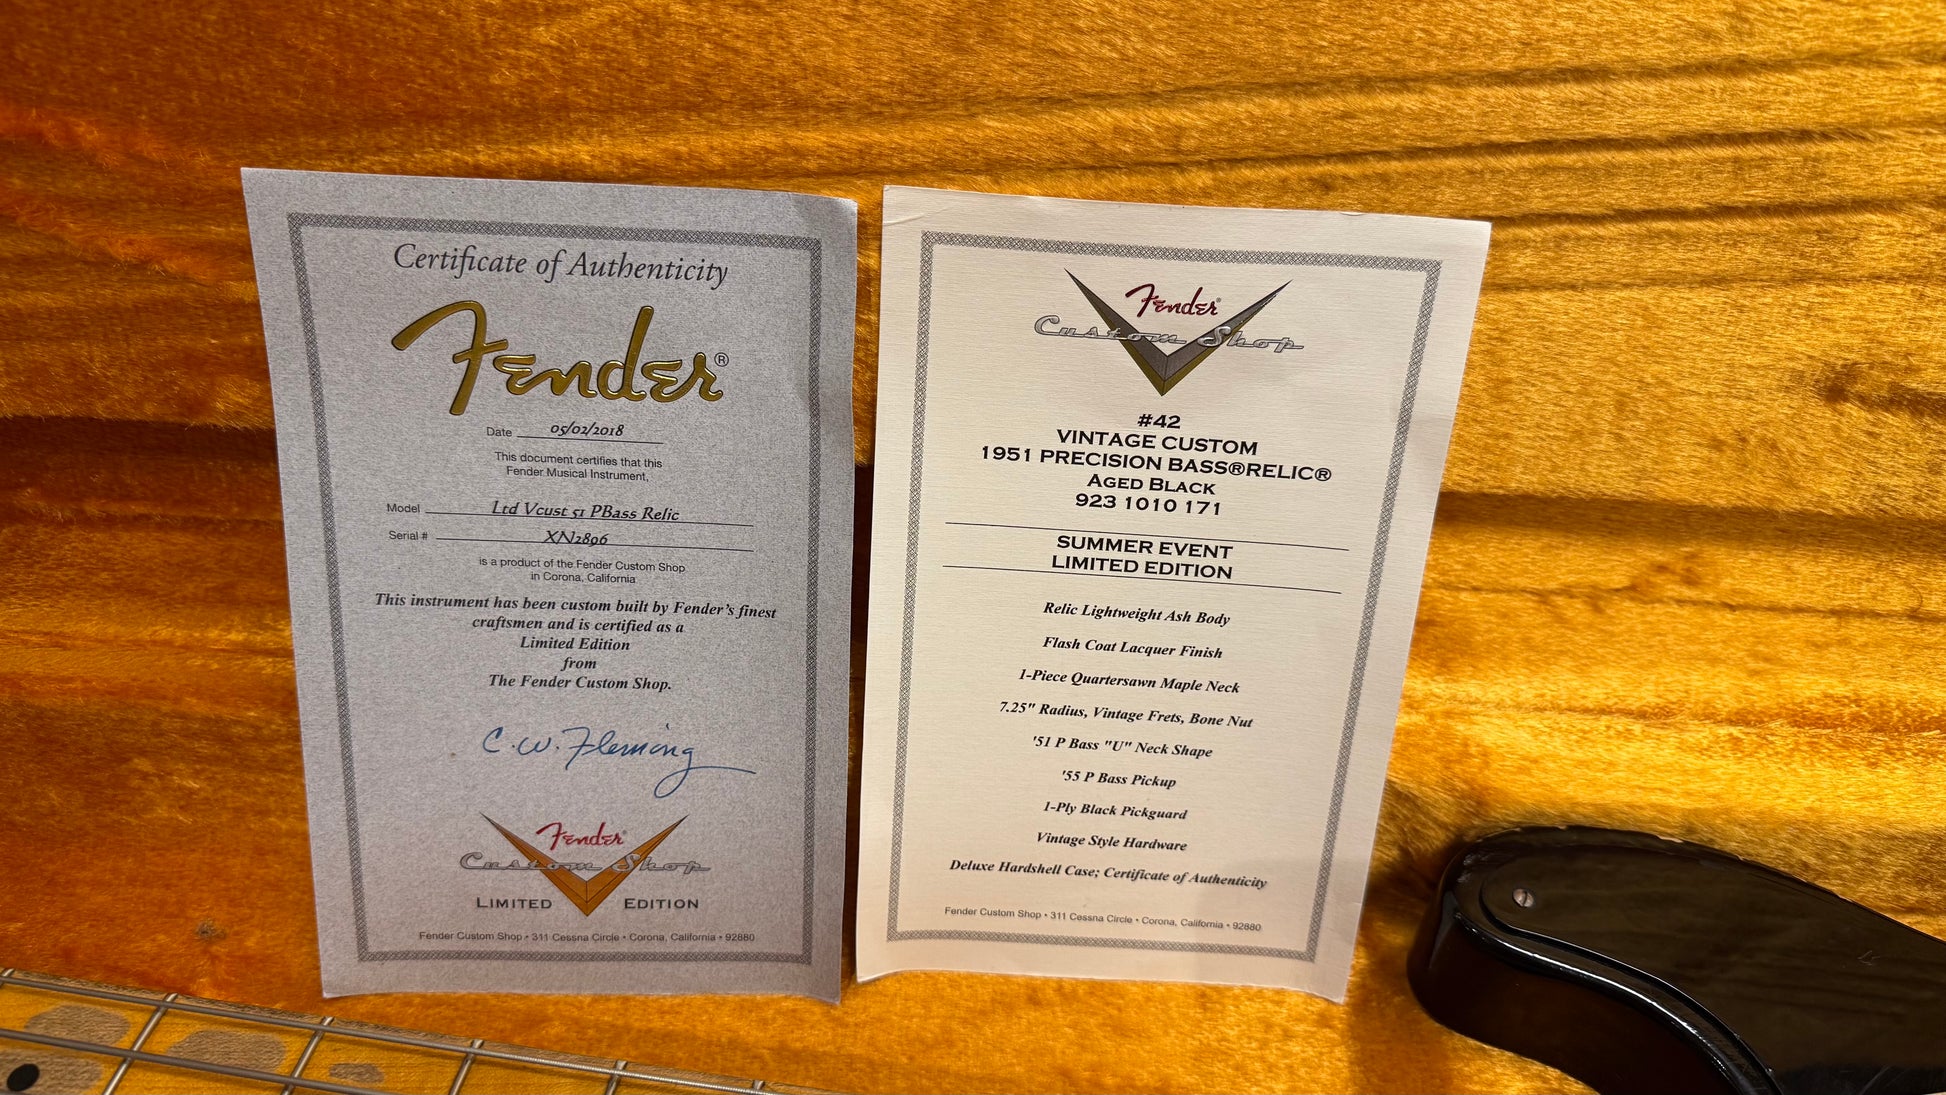 Certificate of Authenticity
Fender®
Date 05/02/2018
This document certifies that this
Fender Musical Instrument,
Model Ltd Vcust 51 PBass Relic
Serial # XN2896
is a product of the Fender Custom Shop
in Corona, California
This instrument has been custom built by Fender's finest
craftsmen and is certified as a
Limited Edition
from
The Fender Custom Shop.
C.W. Fleming
Fender®
Custom Shop
LIMITED EDITION
Fender Custom Shop • 311 Cessna Circle • Corona, California • 92880
Fender®
Custom Shop
#42
VINTAGE CUSTOM
1951 PRECISION BASS®RELIC®
AGED BLACK
923 1010 171
SUMMER EVENT
LIMITED EDITION
Relic Lightweight Ash Body
Flash Coat Lacquer Finish
1-Piece Quartersawn Maple Neck
7.25" Radius, Vintage Frets, Bone Nut
'51 P Bass "U" Neck Shape
'55 P Bass Pickup
1-Ply Black Pickguard
Vintage Style Hardware
Deluxe Hardshell Case; Certificate of Authenticity
Fender Custom Shop • 311 Cessna Circle • Corona, California • 92880